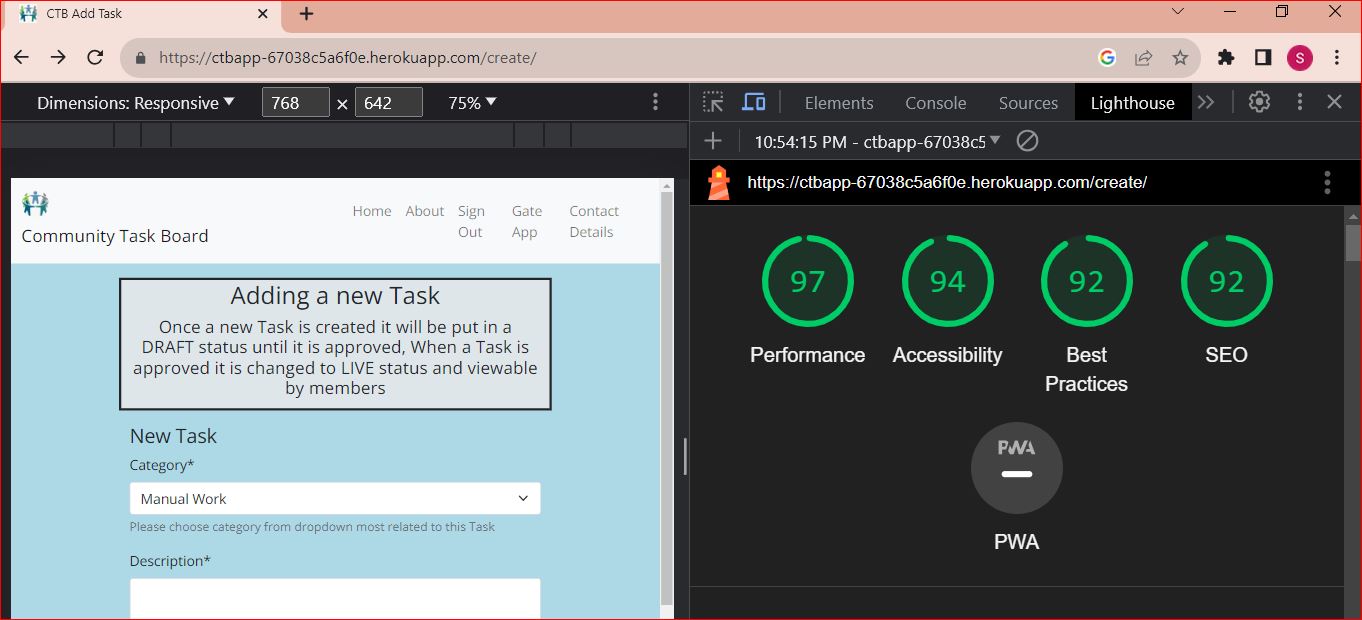 CTB Add Task
https://ctbapp-67038c5a6f0e.herokuapp.com/create/
S
Dimensions: Responsive
768 × 642
75%
Elements
Console
Sources
Lighthouse
10:54:15 PM - ctbapp-67038c5
https://ctbapp-67038c5a6f0e.herokuapp.com/create/
Community Task Board
Home
About
Sign
Out
Gate
App
Contact
Details
Adding a new Task
Once a new Task is created it will be put in a
DRAFT status until it is approved, When a Task is
approved it is changed to LIVE status and viewable
by members
New Task
Category*
Manual Work
Please choose category from dropdown most related to this Task
Description*
97
Performance
94
Accessibility
92
Best
Practices
92
SEO
PWA
PWA